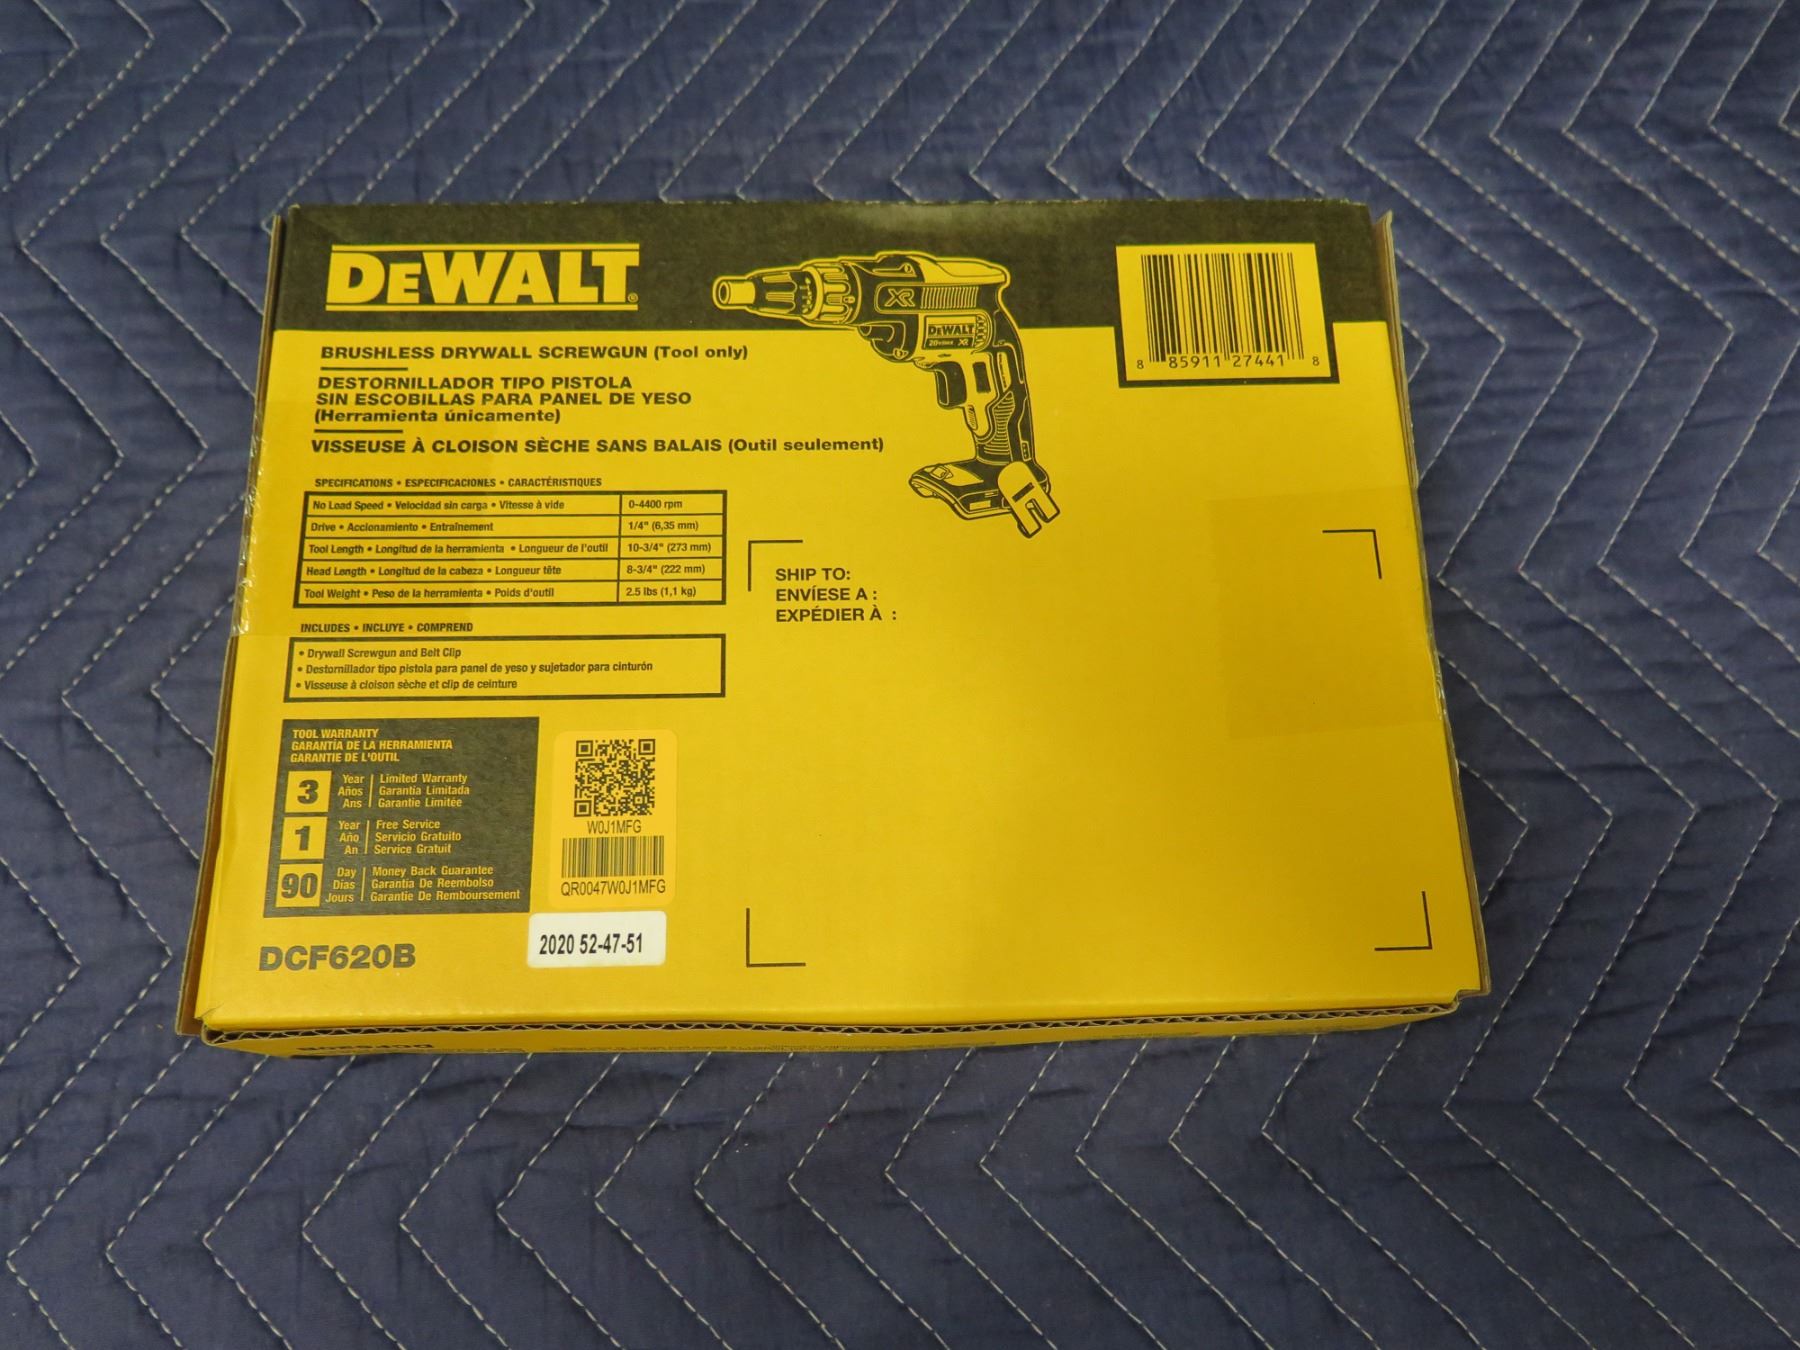 DEWALT®
XR
DEWALT
20V MAX XR
8 85911 27441 8
BRUSHLESS DRYWALL SCREWGUN (Tool only)
DESTORNILLADOR TIPO PISTOLA
SIN ESCOBILLAS PARA PANEL DE YESO
(Herramienta únicamente)
VISSEUSE À CLOISON SÈCHE SANS BALAIS (Outil seulement)
SPECIFICATIONS • ESPECIFICACIONES • CARACTÉRISTIQUES
No Load Speed • Velocidad sin carga • Vitesse à vide 0-4400 rpm
Drive • Accionamiento • Entraînement 1/4" (6,35 mm)
Tool Length • Longitud de la herramienta • Longueur de l'outil 10-3/4" (273 mm)
Head Length • Longitud de la cabeza • Longueur tête 8-3/4" (222 mm)
Tool Weight • Peso de la herramienta • Poids d'outil 2.5 lbs (1,1 kg)
INCLUDES • INCLUYE • COMPREND
• Drywall Screwgun and Belt Clip
• Destornillador tipo pistola para panel de yeso y sujetador para cinturón
• Visseuse à cloison sèche et clip de ceinture
SHIP TO:
ENVÍESE A :
EXPÉDIER À :
TOOL WARRANTY
GARANTÍA DE LA HERRAMIENTA
GARANTIE DE L'OUTIL
3
Year Limited Warranty
Años Garantía Limitada
Ans Garantie Limitée
1
Year Free Service
Año Servicio Gratuito
An Service Gratuit
90
Day Money Back Guarantee
Dias Garantía De Reembolso
Jours Garantie De Remboursement
W0J1MFG
QR0047W0J1MFG
2020 52-47-51
DCF620B
DCF620B